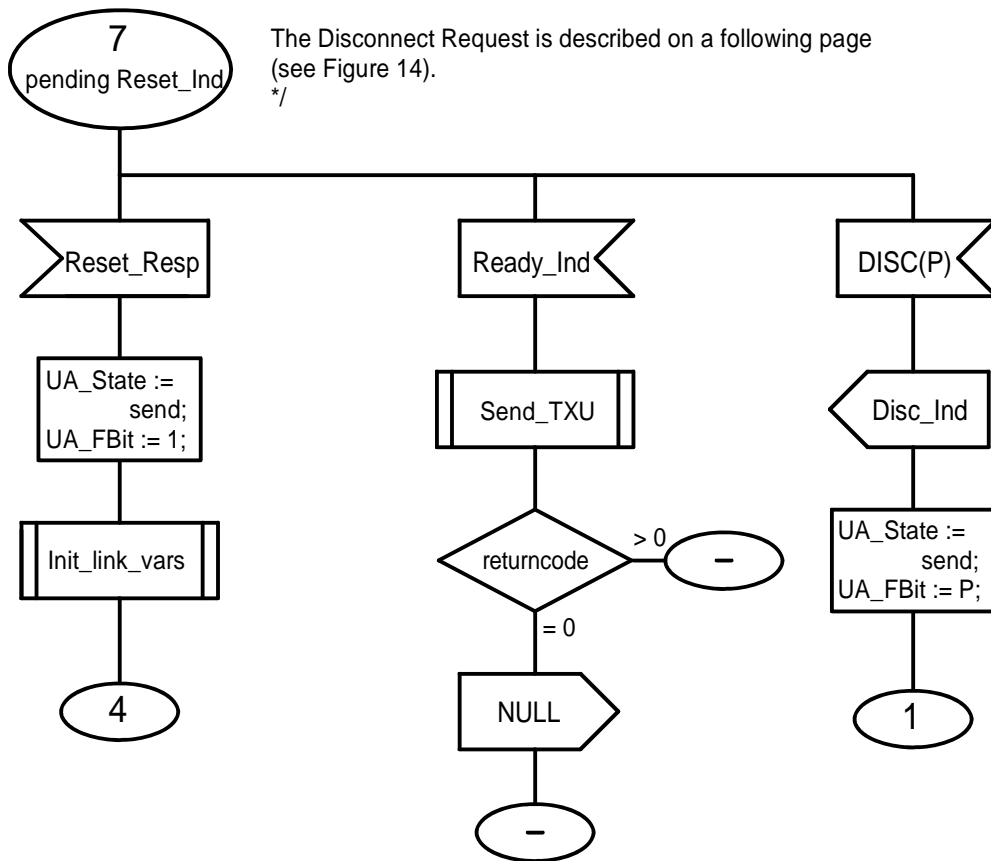 7
pending Reset_Ind
The Disconnect Request is described on a following page
(see Figure 14).
*/
Reset_Resp
Ready_Ind
DISC(P)
UA_State :=
send;
UA_FBit := 1;
Send_TXU
Disc_Ind
Init_link_vars
returncode
> 0
–
= 0
UA_State :=
send;
UA_FBit := P;
4
NULL
1
–